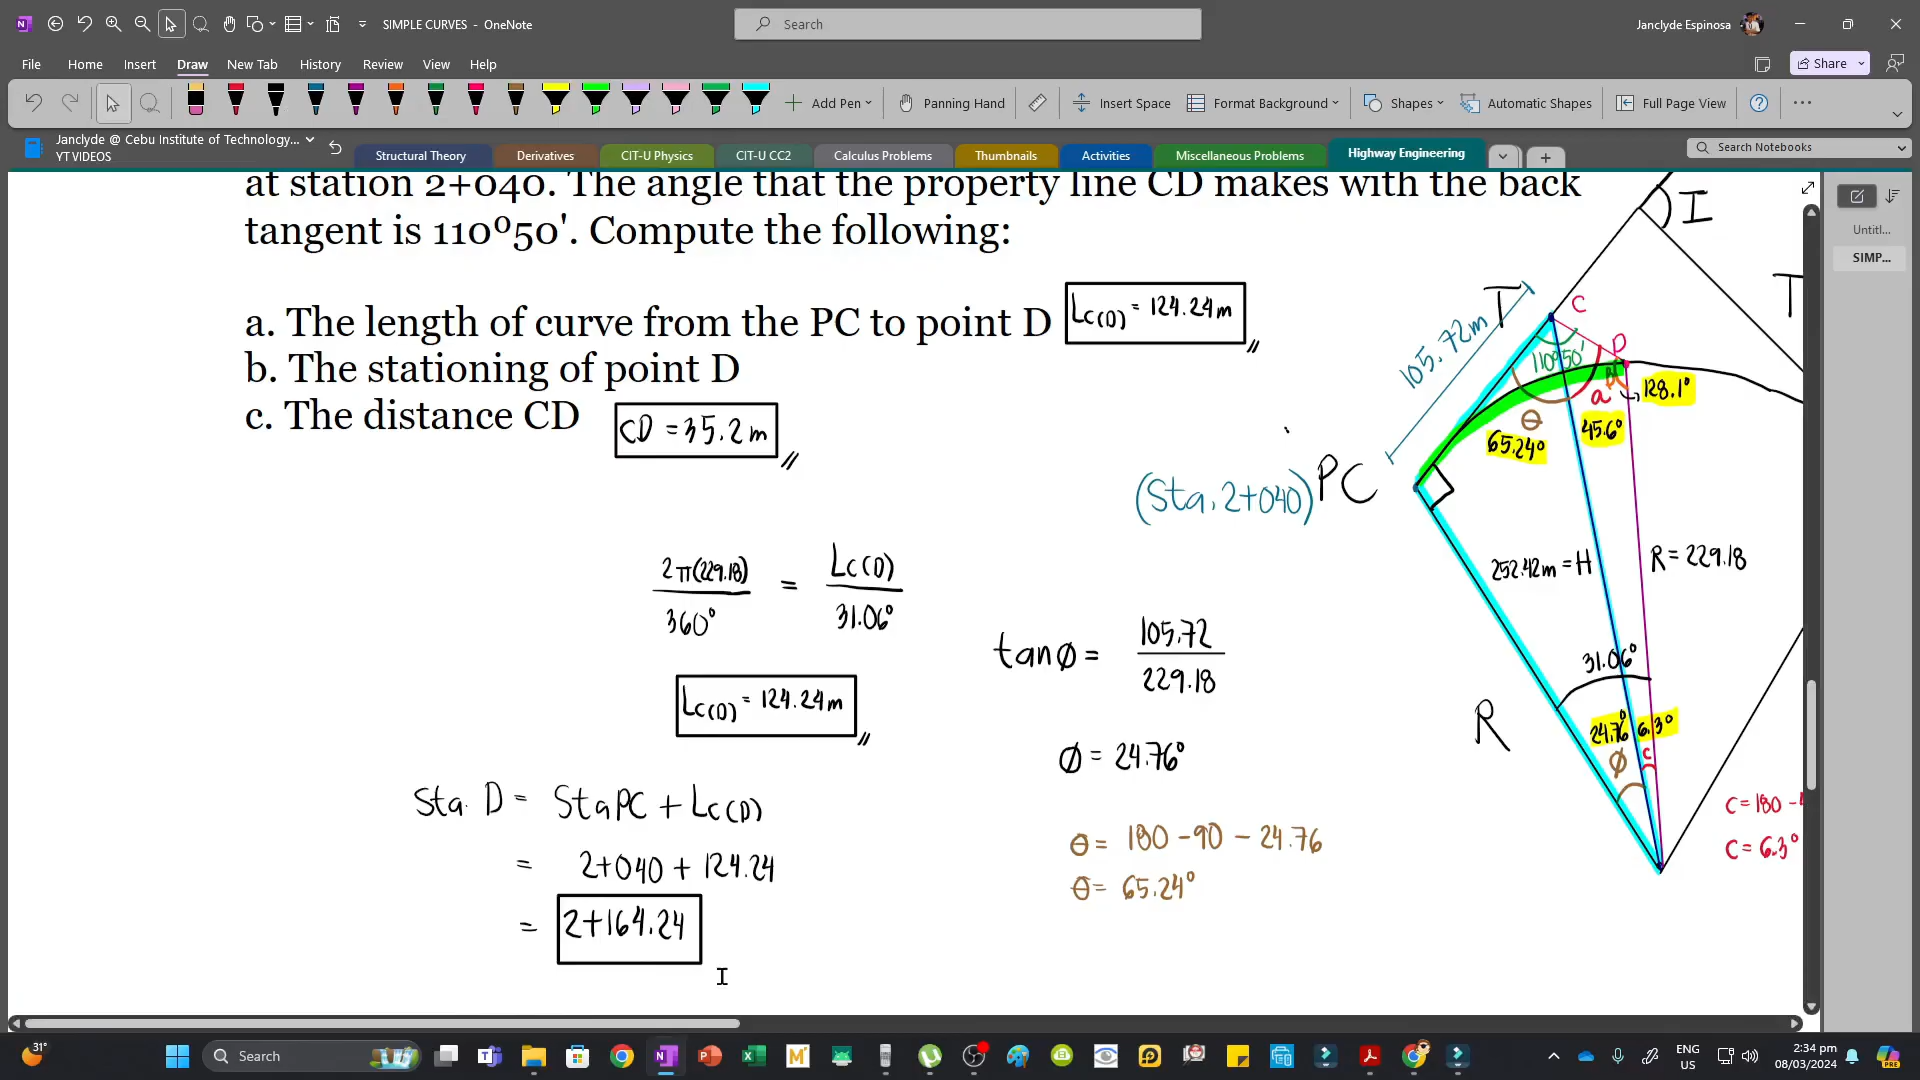 SIMPLE CURVES - OneNote
Search
Janclyde Espinosa
File Home Insert Draw New Tab History Review View Help
Share
Add Pen
Panning Hand
Insert Space
Format Background
Shapes
Automatic Shapes
Full Page View
Janclyde @ Cebu Institute of Technology...
YT VIDEOS
Structural Theory
Derivatives
CIT-U Physics
CIT-U CC2
Calculus Problems
Thumbnails
Activities
Miscellaneous Problems
Highway Engineering
Search Notebooks
Untitl...
SIMP...
at station 2+040. The angle that the property line CD makes with the back
tangent is 110º50'. Compute the following:
a. The length of curve from the PC to point D
Lc(D) = 124.24m
b. The stationing of point D
c. The distance CD
CD = 35.2m
2π(229.18) / 360° = Lc(D) / 31.06°
Lc(D) = 124.24m
Sta. D = Sta PC + Lc(D)
= 2+040 + 124.24
= 2+164.24
tanø = 105.72 / 229.18
ø = 24.76°
θ = 180 - 90 - 24.76
θ = 65.24°
I
T
T
105.72m
C
D
110°50'
B
a
128.1°
θ
45.6°
65.24°
(Sta. 2+040) PC
252.42m = H
R = 229.18
31.06°
R
24.76°
6.3°
ø
C
C = 180 -
C = 6.3°
31°
Search
ENG
US
2:34 pm
08/03/2024